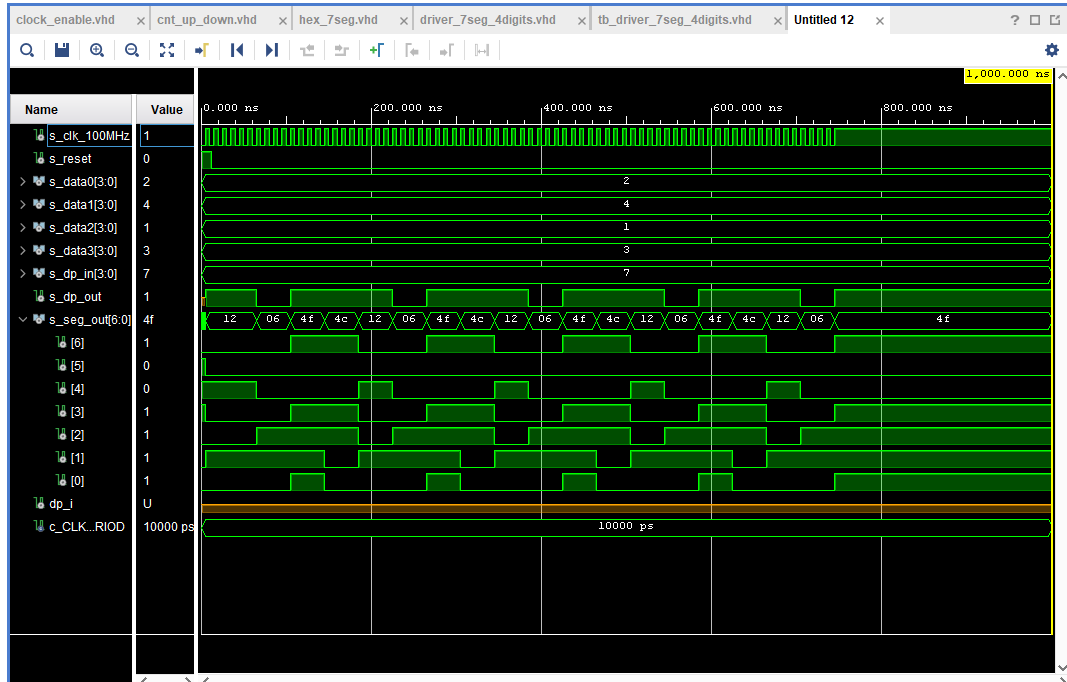 clock_enable.vhd × cnt_up_down.vhd × hex_7seg.vhd × driver_7seg_4digits.vhd × tb_driver_7seg_4digits.vhd × Untitled 12 × ?
1,000.000 ns
Name Value 0.000 ns 200.000 ns 400.000 ns 600.000 ns 800.000 ns
s_clk_100MHz 1
s_reset 0
s_data0[3:0] 2 2
s_data1[3:0] 4 4
s_data2[3:0] 1 1
s_data3[3:0] 3 3
s_dp_in[3:0] 7 7
s_dp_out 1
s_seg_out[6:0] 4f 12 06 4f 4c 12 06 4f 4c 12 06 4f 4c 12 06 4f 4c 12 06 4f
[6] 1
[5] 0
[4] 0
[3] 1
[2] 1
[1] 1
[0] 1
dp_i U
c_CLK...RIOD 10000 ps 10000 ps